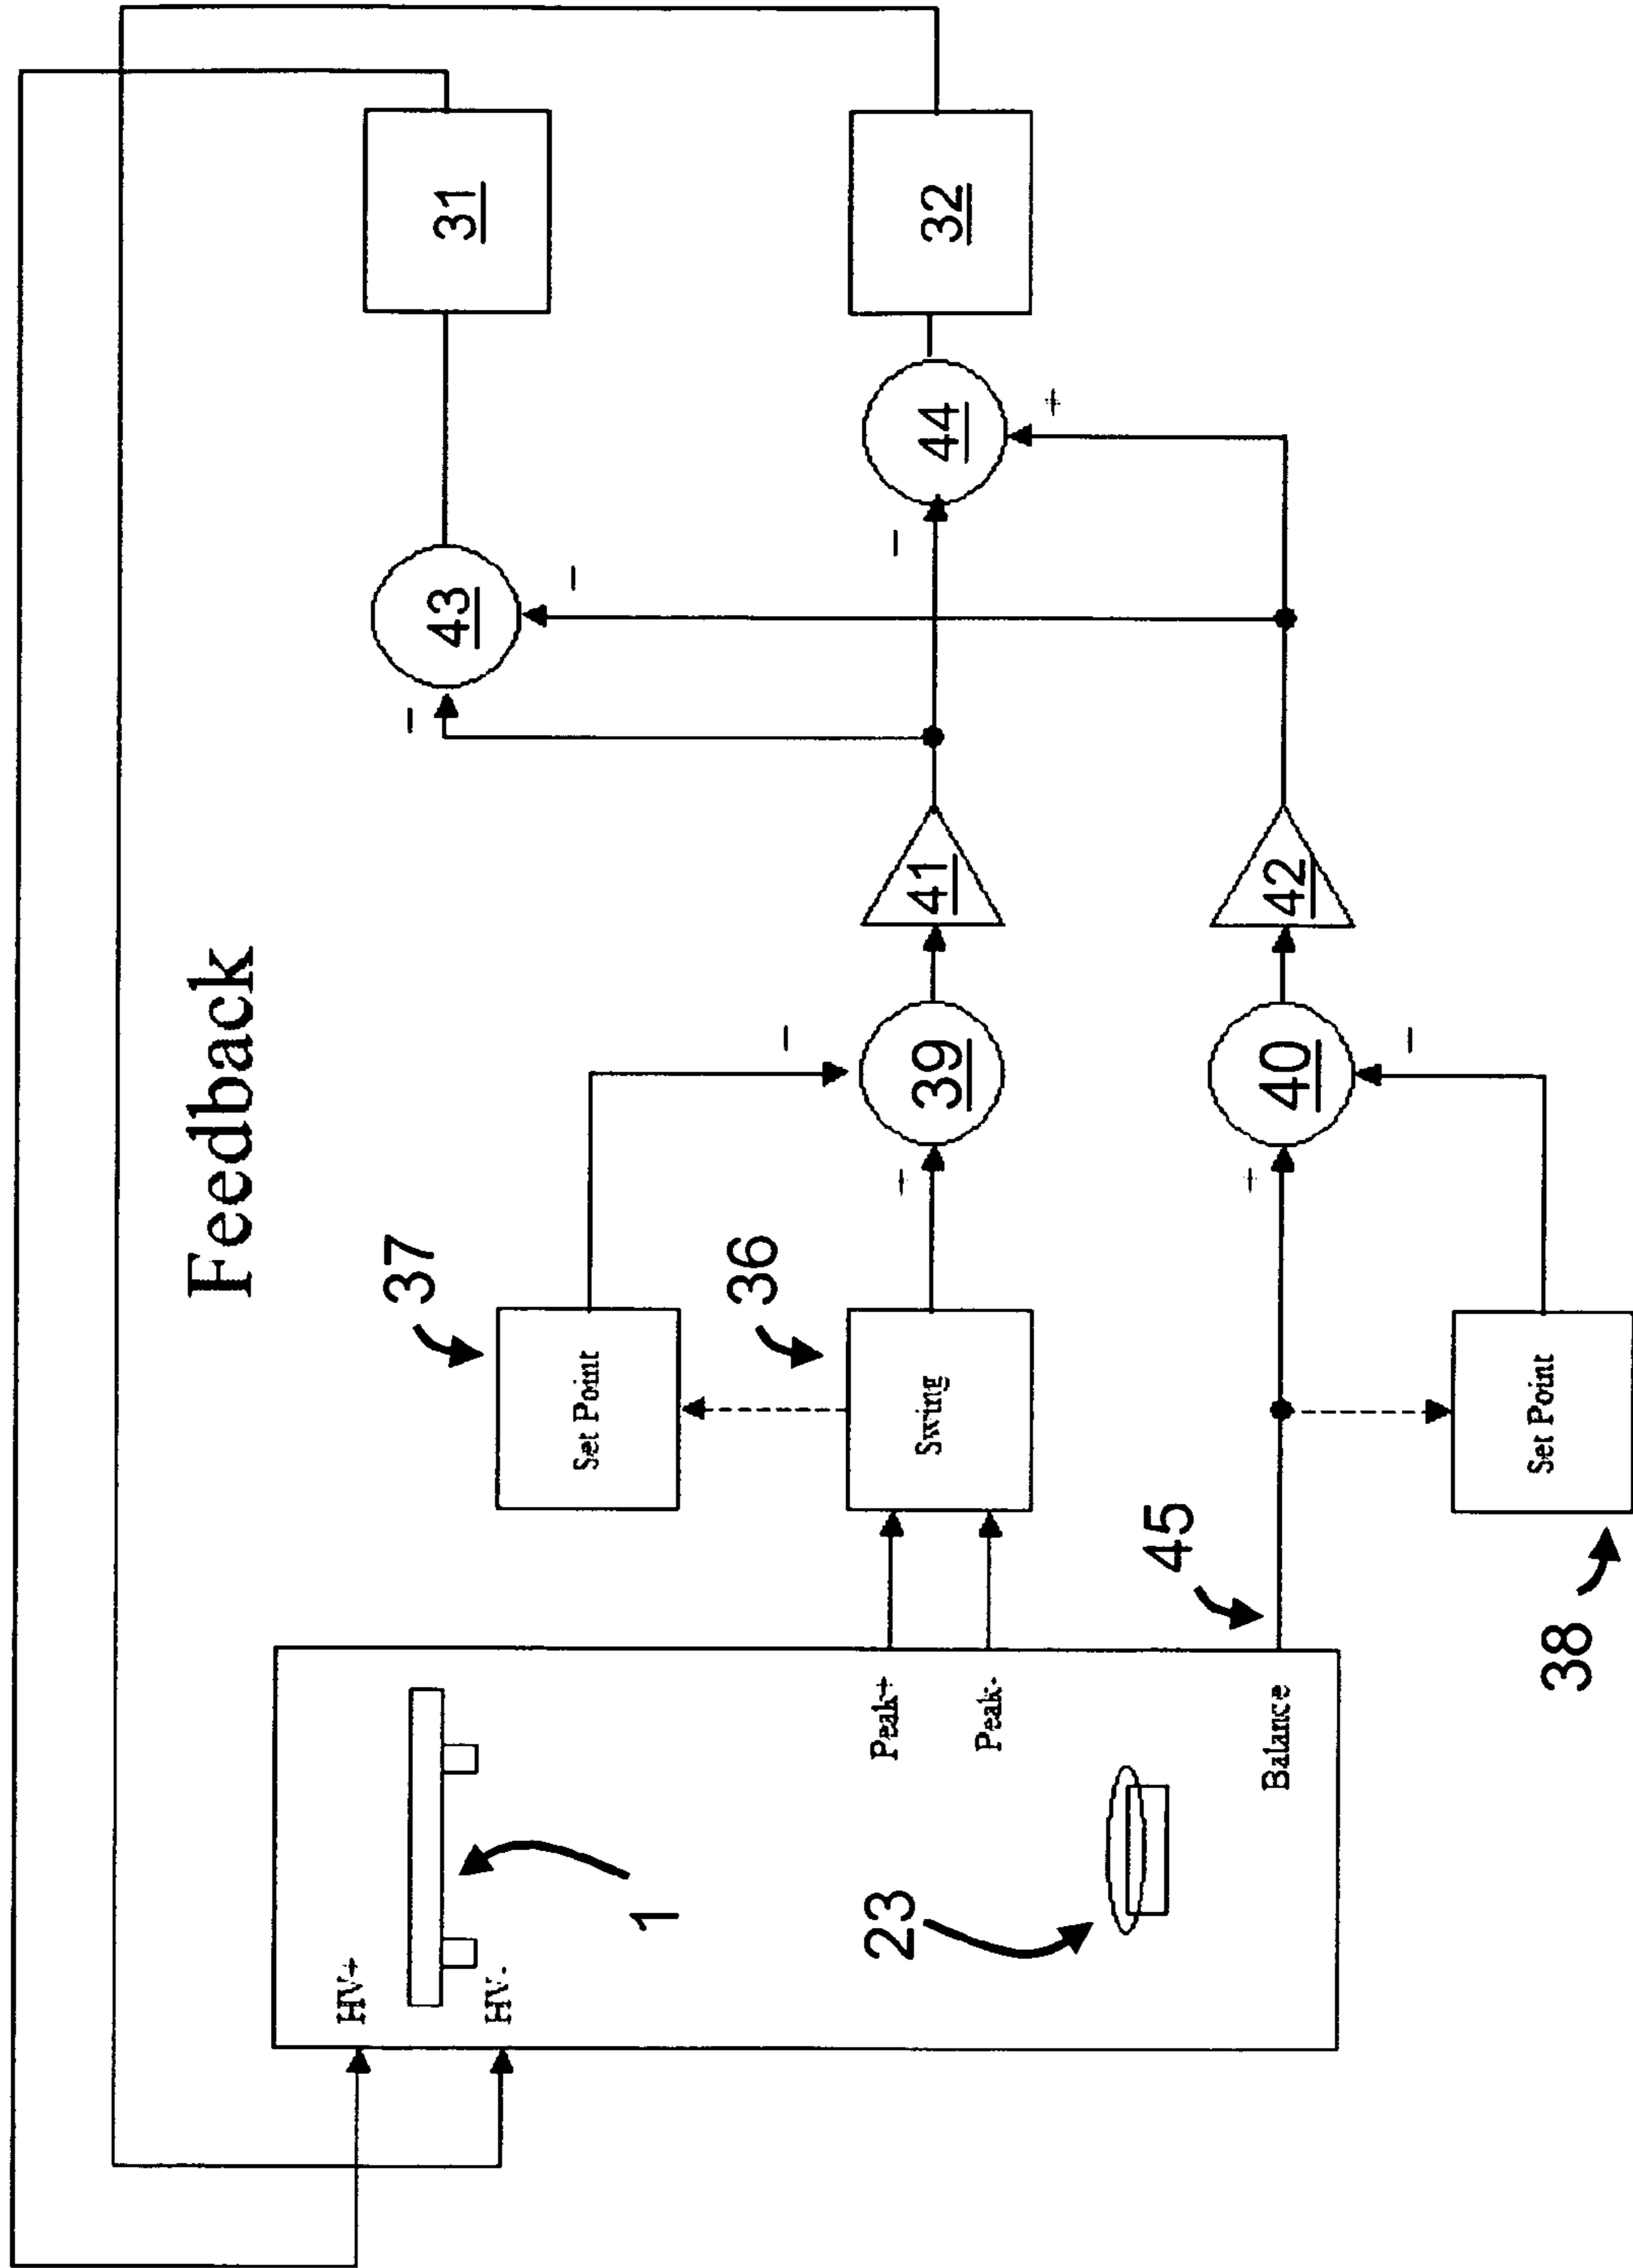 Feedback
HV+
HV-
1
23
Peak+
Peak-
Balance
45
Set Point
37
Swing
36
Set Point
38
-
+
39
+
40
-
41
42
-
43
-
-
44
+
31
32